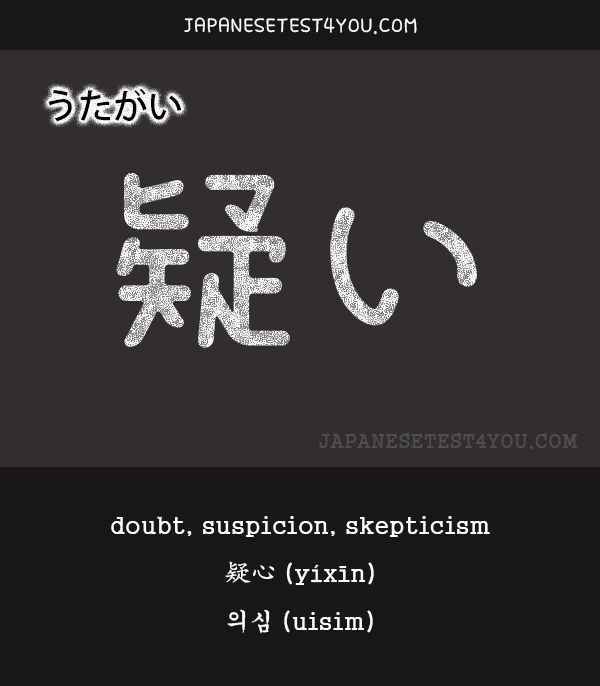 JAPANESETEST4YOU.COM
うたがい
疑い
JAPANESETEST4YOU.COM
doubt, suspicion, skepticism
疑心 (yíxīn)
의심 (uisim)